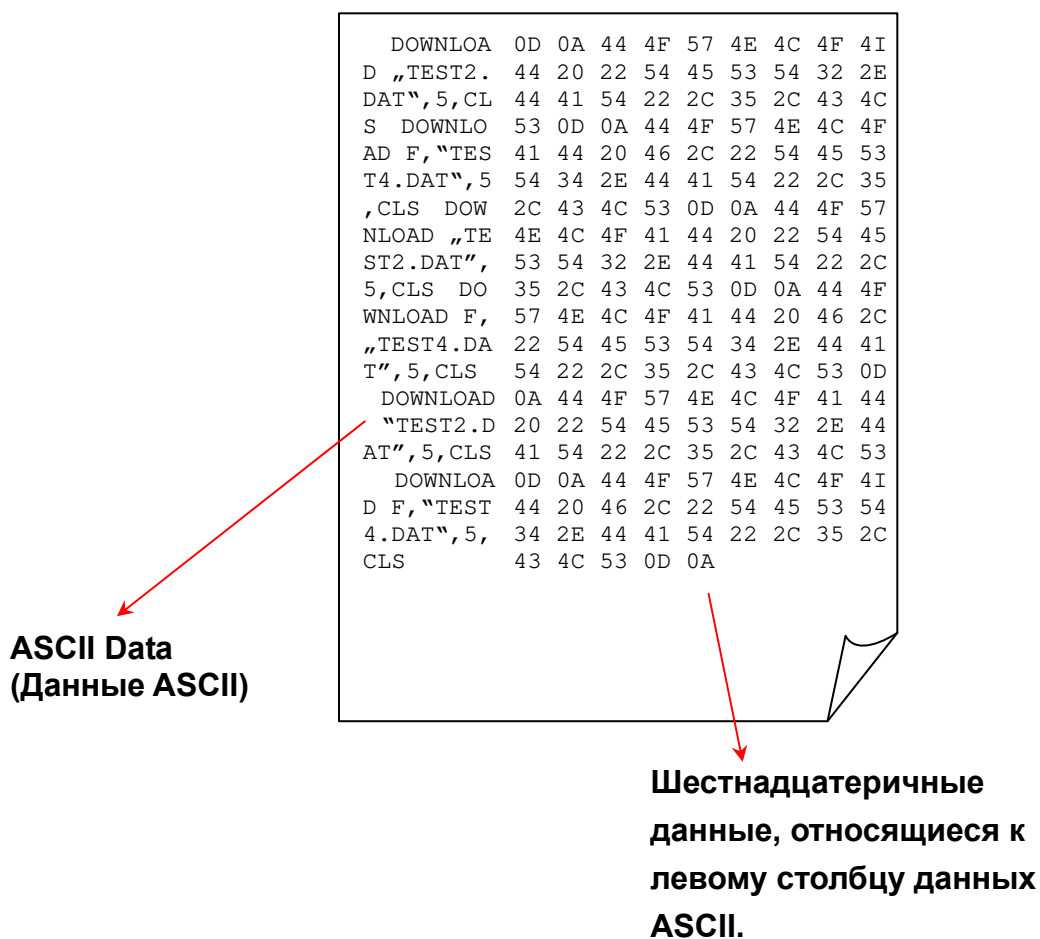 DOWNLOA 0D 0A 44 4F 57 4E 4C 4F 4I
D „TEST2. 44 20 22 54 45 53 54 32 2E
DAT‟,5,CL 44 41 54 22 2C 35 2C 43 4C
S DOWNLO 53 0D 0A 44 4F 57 4E 4C 4F
AD F,‟TES 41 44 20 46 2C 22 54 45 53
T4.DAT‟,5 54 34 2E 44 41 54 22 2C 35
,CLS DOW 2C 43 4C 53 0D 0A 44 4F 57
NLOAD „TE 4E 4C 4F 41 44 20 22 54 45
ST2.DAT”, 53 54 32 2E 44 41 54 22 2C
5,CLS DO 35 2C 43 4C 53 0D 0A 44 4F
WNLOAD F, 57 4E 4C 4F 41 44 20 46 2C
„TEST4.DA 22 54 45 53 54 34 2E 44 41
T”,5,CLS 54 22 2C 35 2C 43 4C 53 0D
DOWNLOAD 0A 44 4F 57 4E 4C 4F 41 44
‟TEST2.D 20 22 54 45 53 54 32 2E 44
AT”,5,CLS 41 54 22 2C 35 2C 43 4C 53
DOWNLOA 0D 0A 44 4F 57 4E 4C 4F 4I
D F,‟TEST 44 20 46 2C 22 54 45 53 54
4.DAT‟,5, 34 2E 44 41 54 22 2C 35 2C
CLS 43 4C 53 0D 0A
ASCII Data
(Данные ASCII)
Шестнадцатеричные
данные, относящиеся к
левому столбцу данных
ASCII.